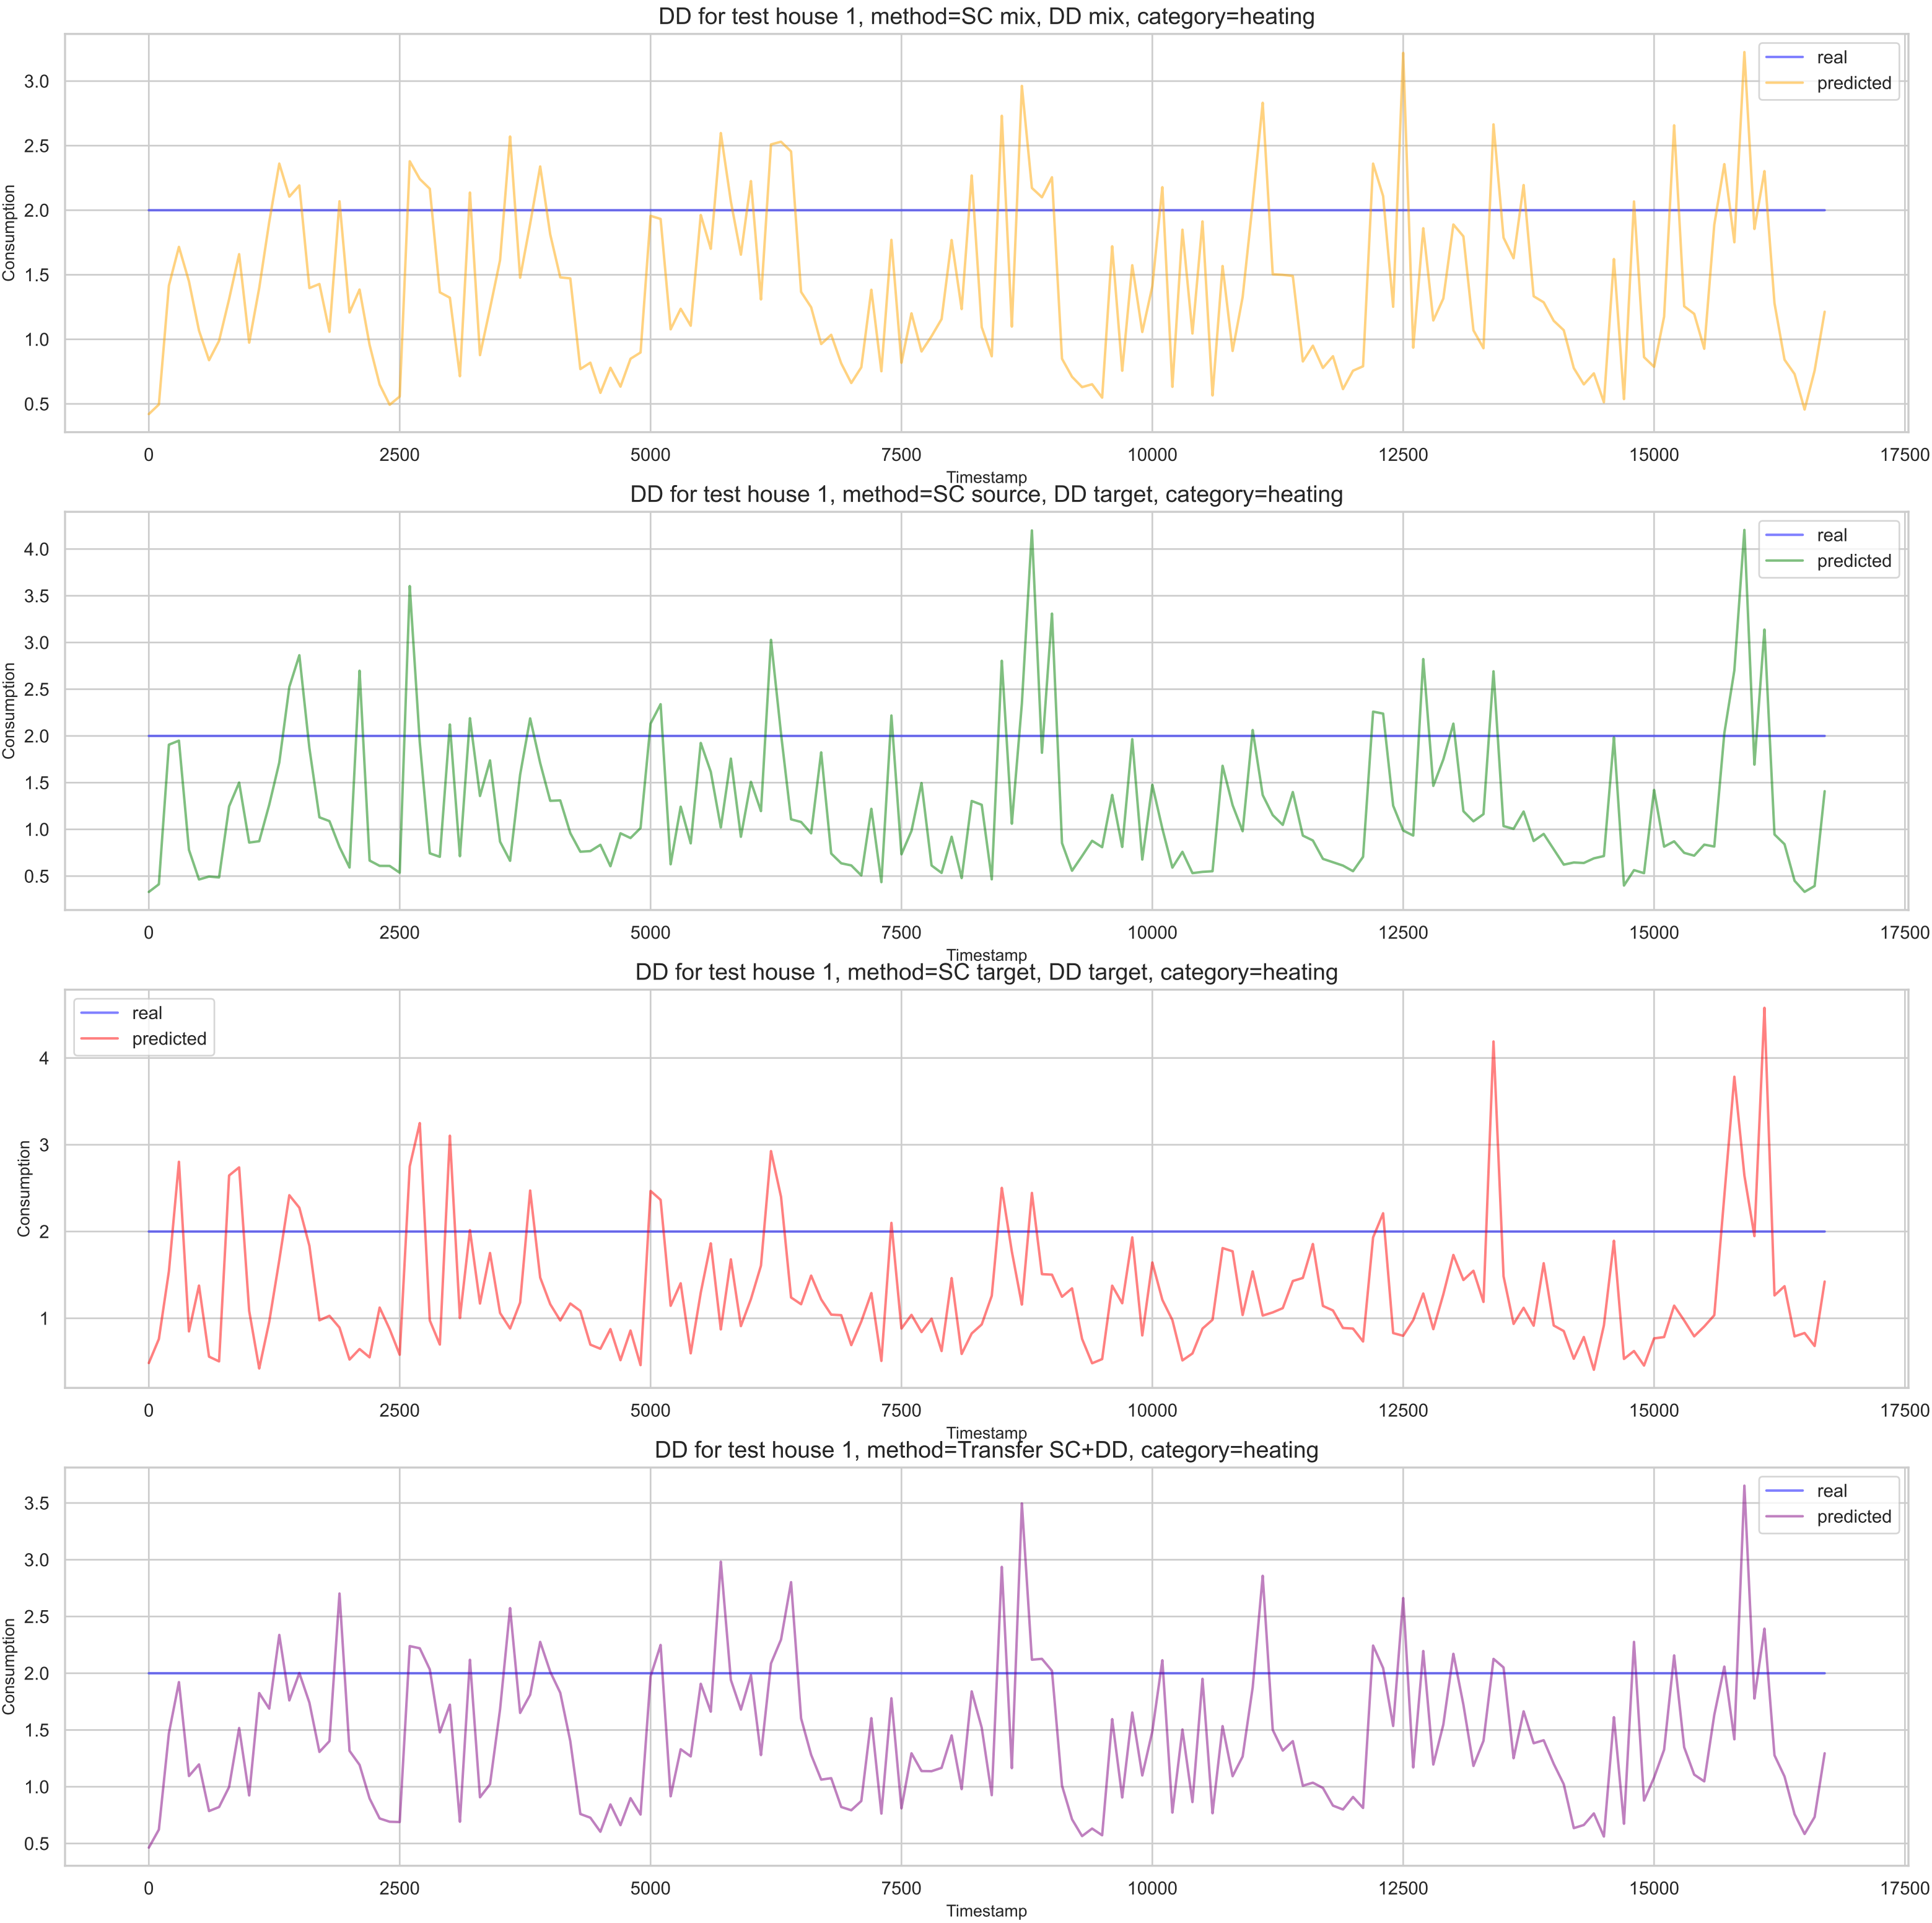 DD for test house 1, method=SC mix, DD mix, category=heating
real
predicted
3.0
2.5
2.0
1.5
1.0
0.5
Consumption
0 2500 5000 7500 10000 12500 15000 17500
Timestamp
DD for test house 1, method=SC source, DD target, category=heating
real
predicted
4.0
3.5
3.0
2.5
2.0
1.5
1.0
0.5
Consumption
0 2500 5000 7500 10000 12500 15000 17500
Timestamp
DD for test house 1, method=SC target, DD target, category=heating
real
predicted
4
3
2
1
Consumption
0 2500 5000 7500 10000 12500 15000 17500
Timestamp
DD for test house 1, method=Transfer SC+DD, category=heating
real
predicted
3.5
3.0
2.5
2.0
1.5
1.0
0.5
Consumption
0 2500 5000 7500 10000 12500 15000 17500
Timestamp